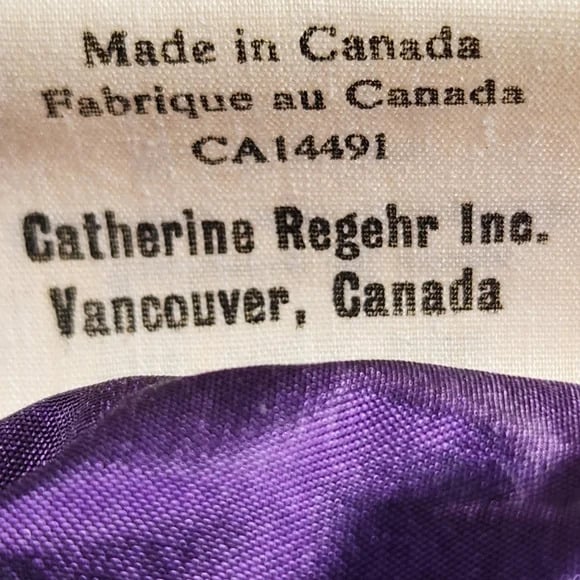 Made in Canada
Fabrique au Canada
CA14491
Catherine Regehr Inc.
Vancouver, Canada